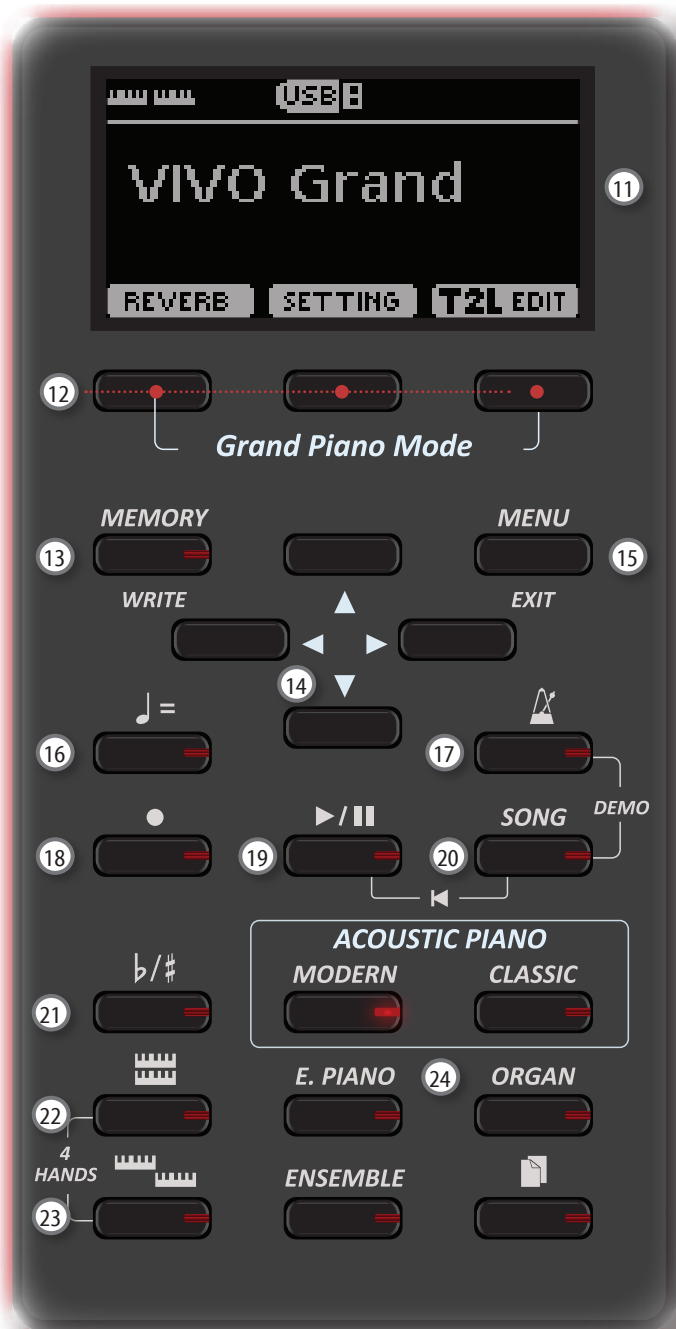 USB
VIVO Grand
REVERB SETTING T2L EDIT
11
12
Grand Piano Mode
MEMORY MENU
13 15
WRITE EXIT
◀ ▲ ▶
14 ▼
♩ =
16 17
● ▶/❚❚ SONG DEMO
18 19 20
ACOUSTIC PIANO
♭/♯ MODERN CLASSIC
21
E. PIANO 24 ORGAN
22
4
HANDS
ENSEMBLE
23